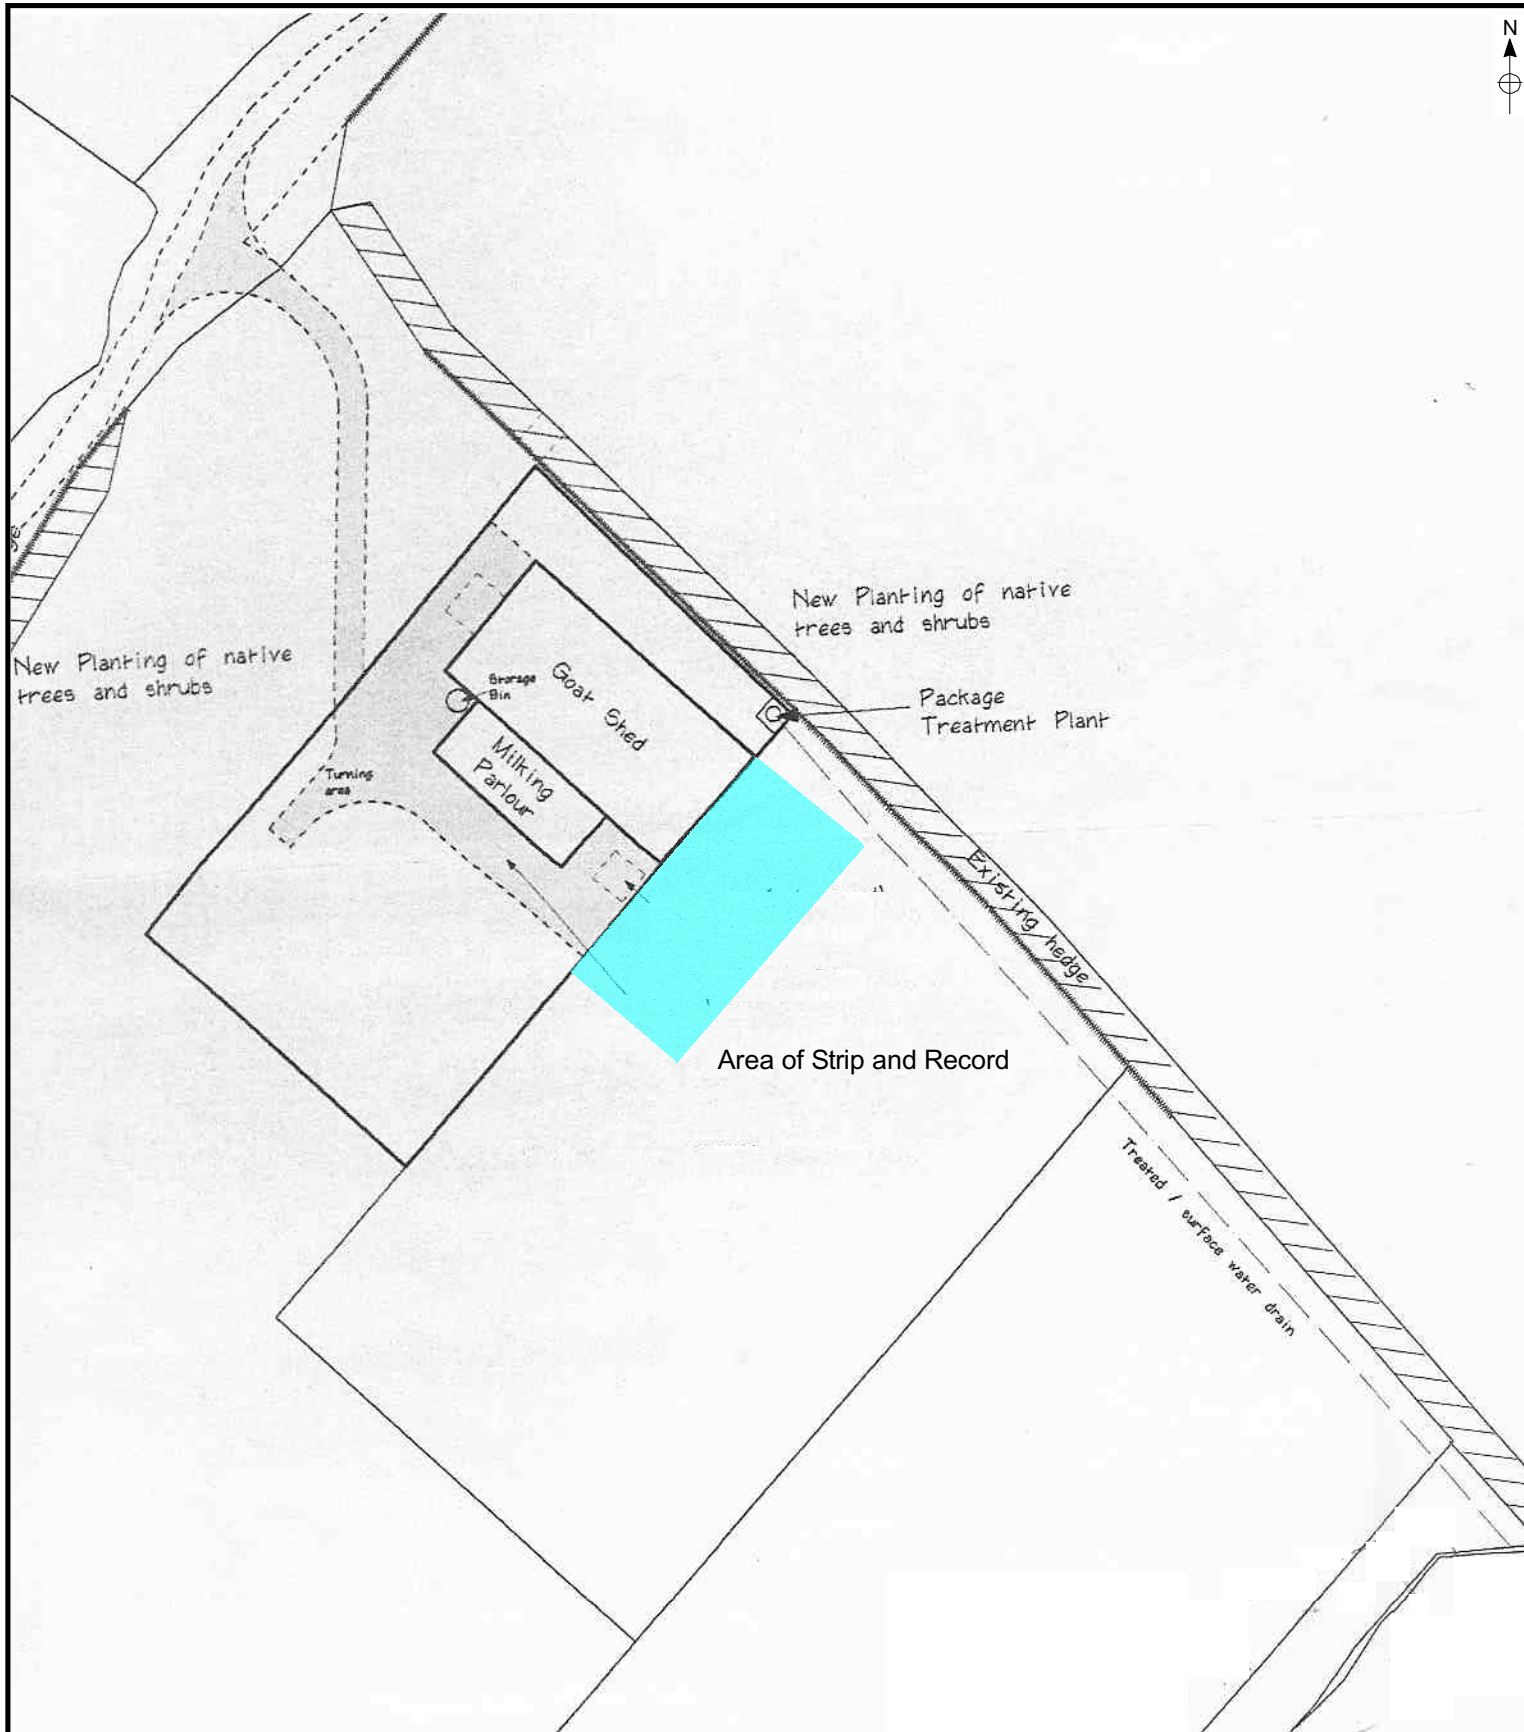 N
New Planting of native
trees and shrubs
New Planting of native
trees and shrubs
Storage
Bin
Goat Shed
Package
Treatment Plant
Milking
Parlour
Turning
area
Existing hedge
Area of Strip and Record
Treated / surface water drain